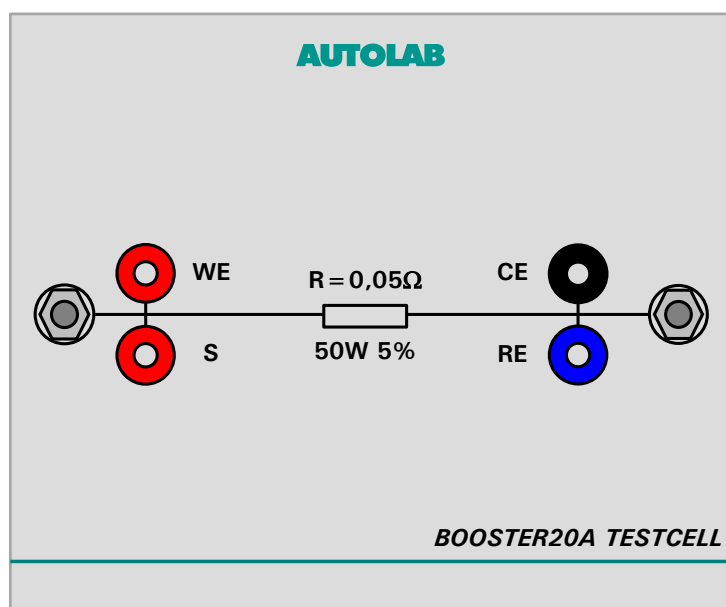 AUTOLAB
WE
CE
R = 0,05Ω
S
50W 5%
RE
BOOSTER20A TESTCELL